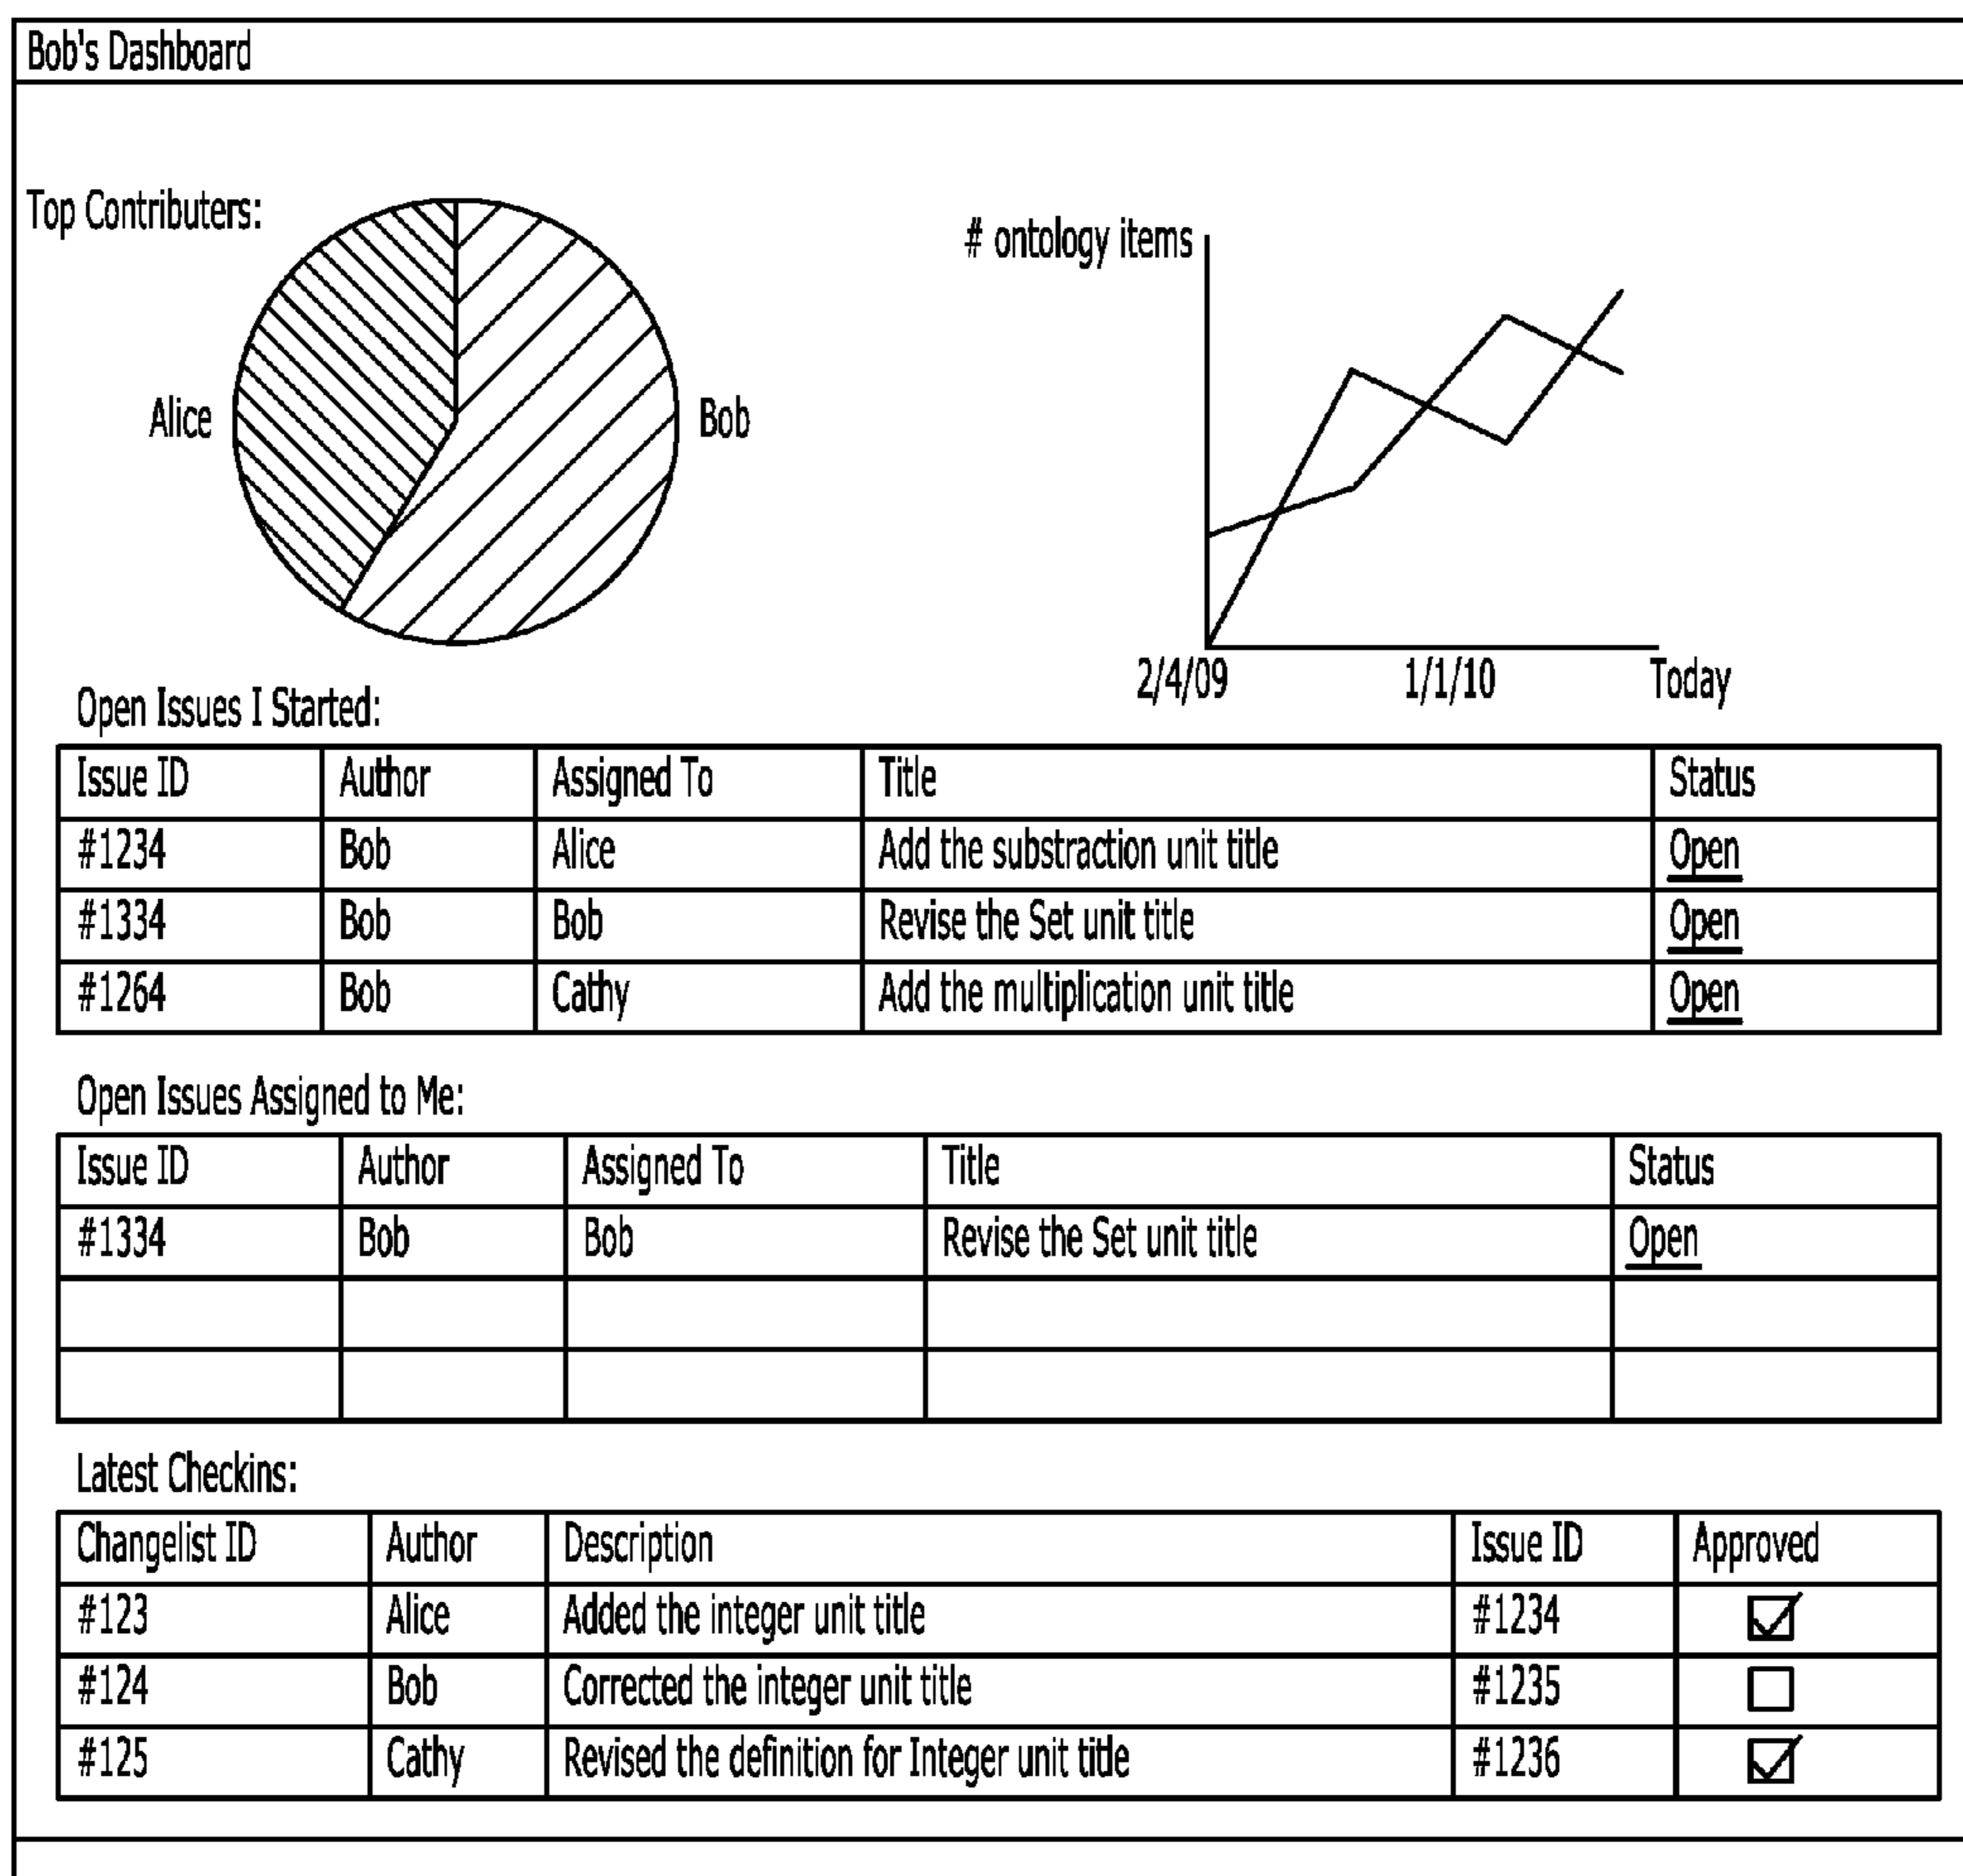 Bob's Dashboard
Top Contributers:
Alice
Bob
# ontology items
2/4/09 1/1/10 Today
Open Issues I Started:
Issue ID Author Assigned To Title Status
#1234 Bob Alice Add the substraction unit title Open
#1334 Bob Bob Revise the Set unit title Open
#1264 Bob Cathy Add the multiplication unit title Open
Open Issues Assigned to Me:
Issue ID Author Assigned To Title Status
#1334 Bob Bob Revise the Set unit title Open
Latest Checkins:
Changelist ID Author Description Issue ID Approved
#123 Alice Added the integer unit title #1234
#124 Bob Corrected the integer unit title #1235
#125 Cathy Revised the definition for Integer unit title #1236